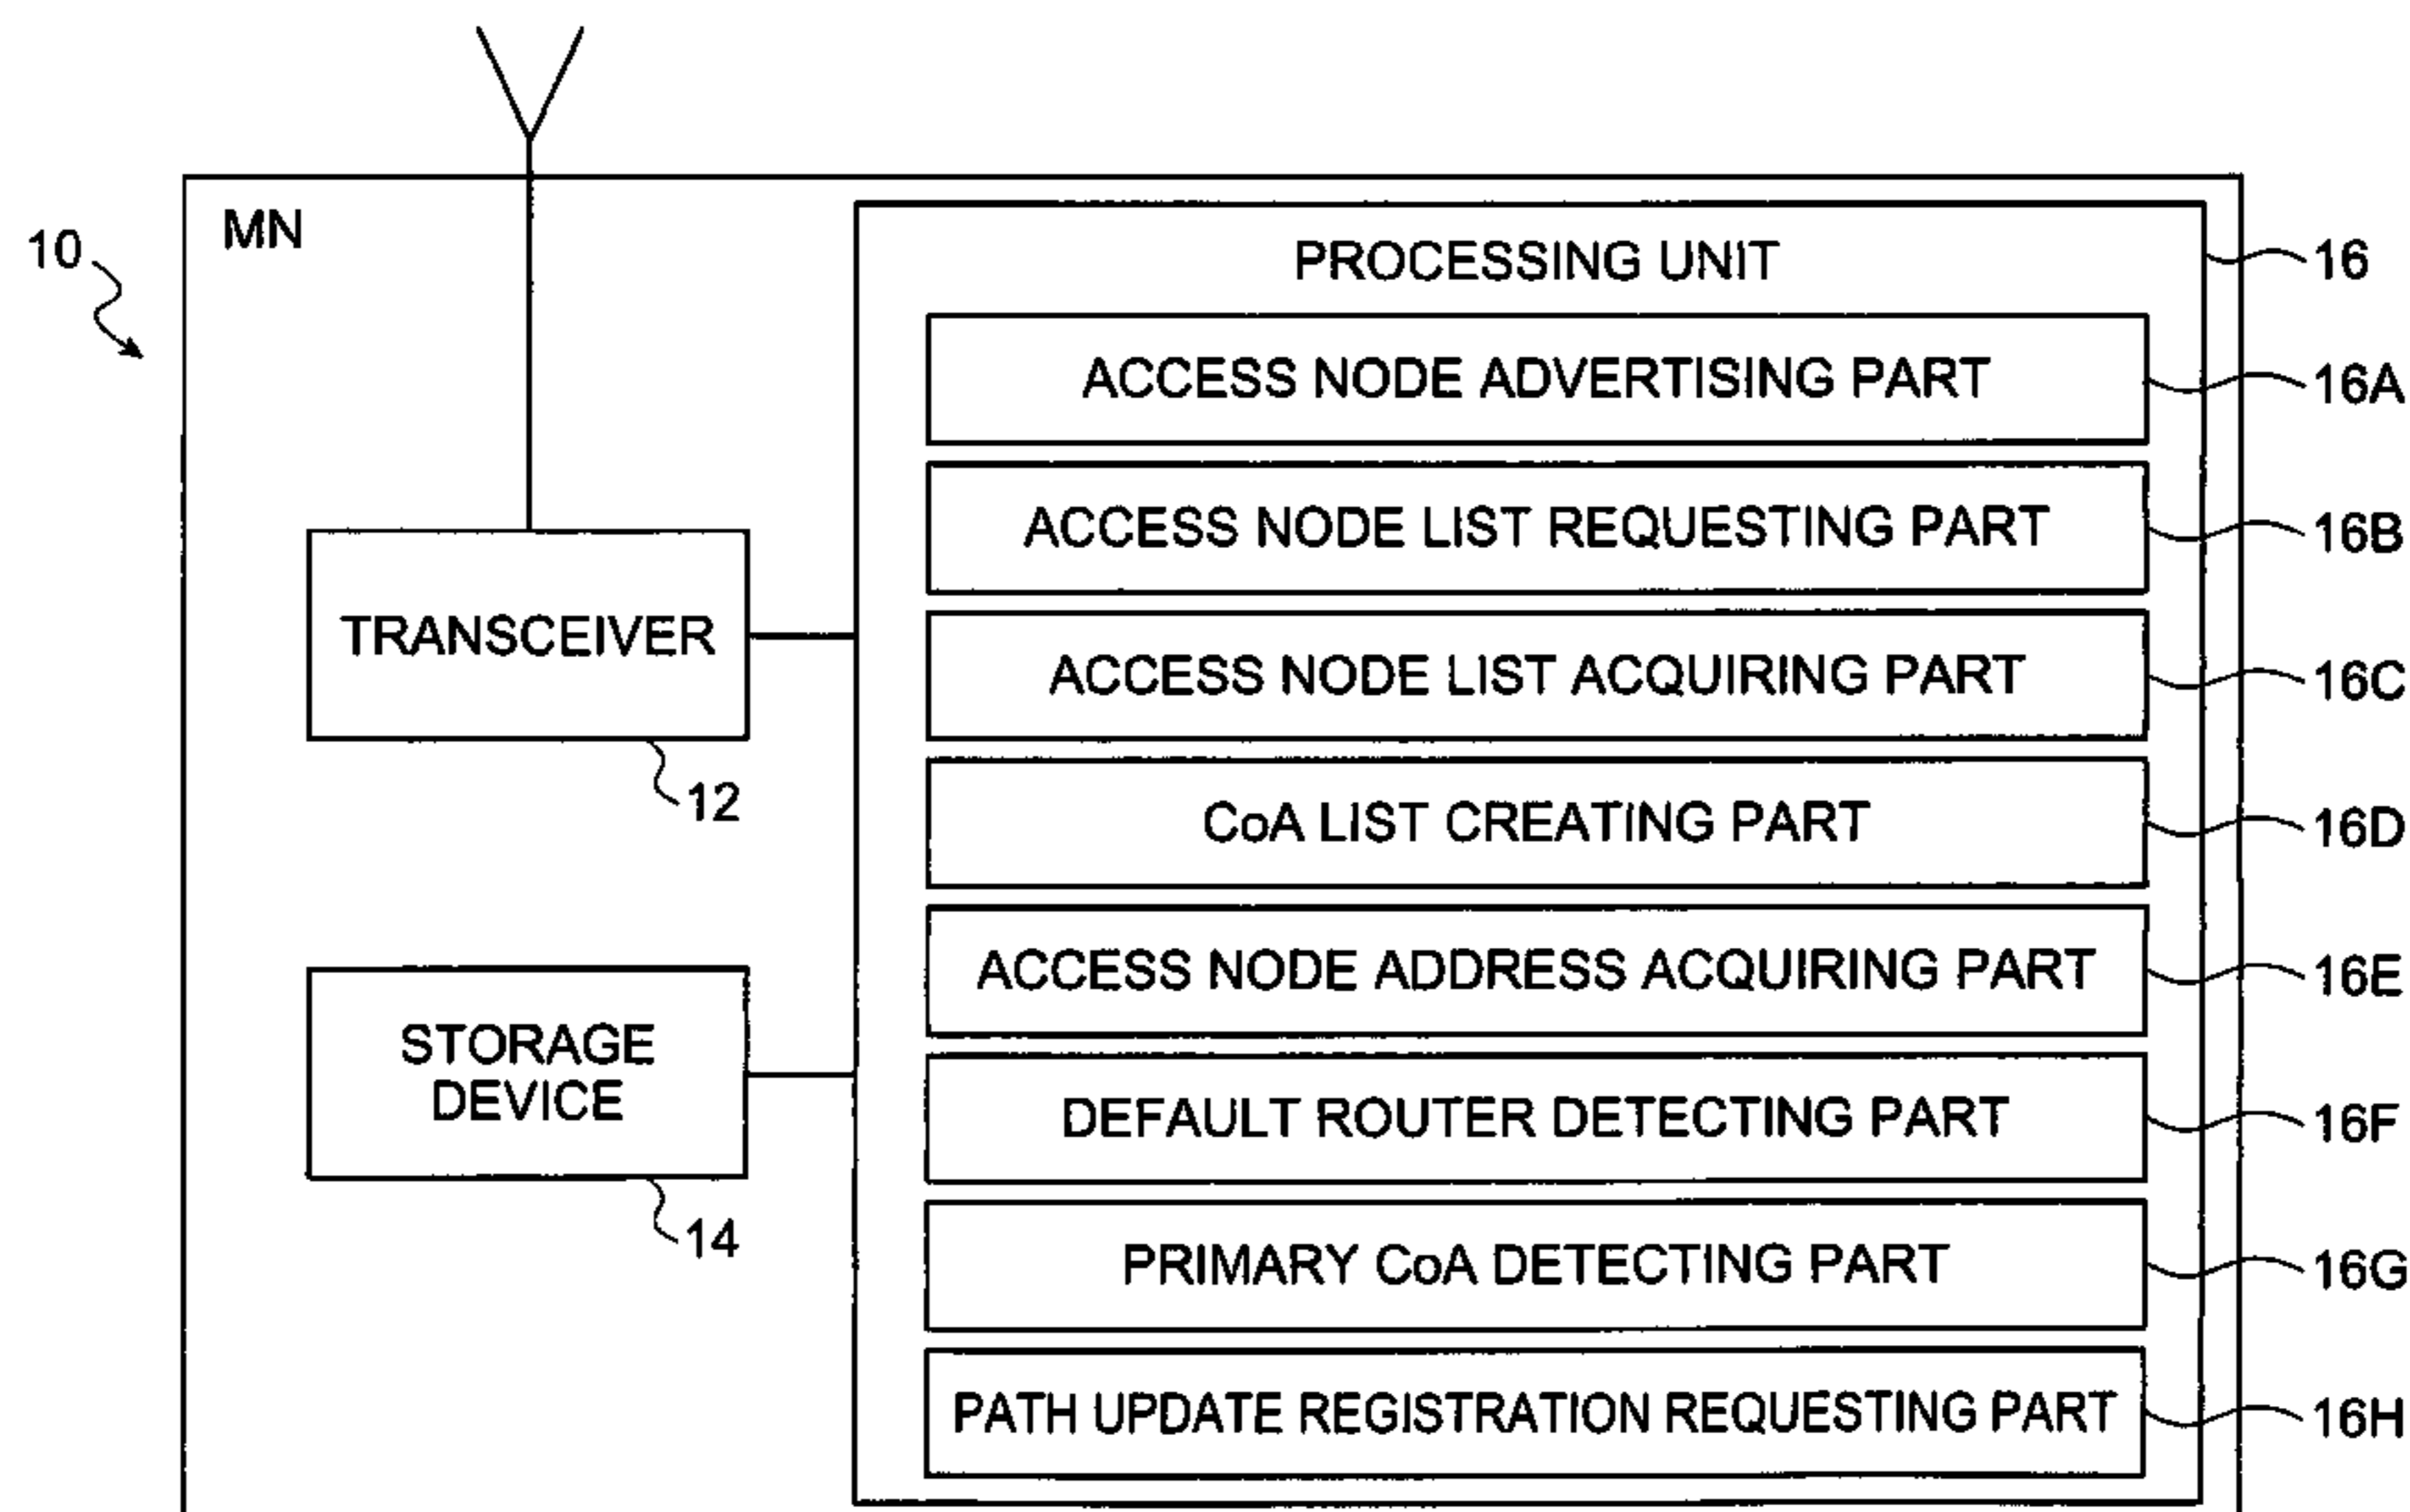 10
MN
PROCESSING UNIT
16
ACCESS NODE ADVERTISING PART
16A
ACCESS NODE LIST REQUESTING PART
16B
TRANSCEIVER
12
ACCESS NODE LIST ACQUIRING PART
16C
CoA LIST CREATING PART
16D
ACCESS NODE ADDRESS ACQUIRING PART
16E
STORAGE
DEVICE
14
DEFAULT ROUTER DETECTING PART
16F
PRIMARY CoA DETECTING PART
16G
PATH UPDATE REGISTRATION REQUESTING PART
16H